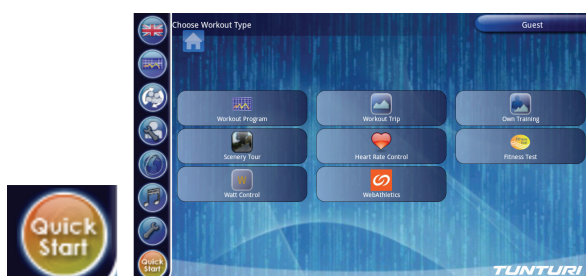 Choose Workout Type
Guest
Workout Program
Workout Trip
Own Training
Scenery Tour
Heart Rate Control
Fitness Test
W
Watt Control
WebAthletics
Quick
Start
Quick
Start
TUNTURI